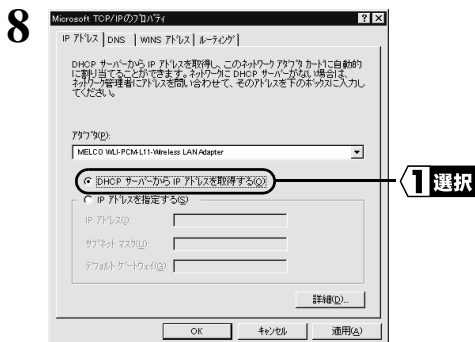 8
Microsoft TCP/IPのプロパティ
IP アドレス DNS WINS アドレス ルーティング
DHCP サーバーから IP アドレスを取得し、このネットワーク アダプタ カードに自動的
に割り当てることができます。ネットワークに DHCP サーバーがない場合は、
ネットワーク管理者にアドレスを問い合わせて、そのアドレスを下のボックスに入力し
てください。
アダプタ(P):
MELCO WLI-PCM-L11-Wireless LAN Adapter
DHCP サーバーから IP アドレスを取得する(O)
1 選択
IP アドレスを指定する(S)
IP アドレス(I):
サブネット マスク(U):
デフォルト ゲートウェイ(G):
詳細(D)...
OK キャンセル 適用(A)